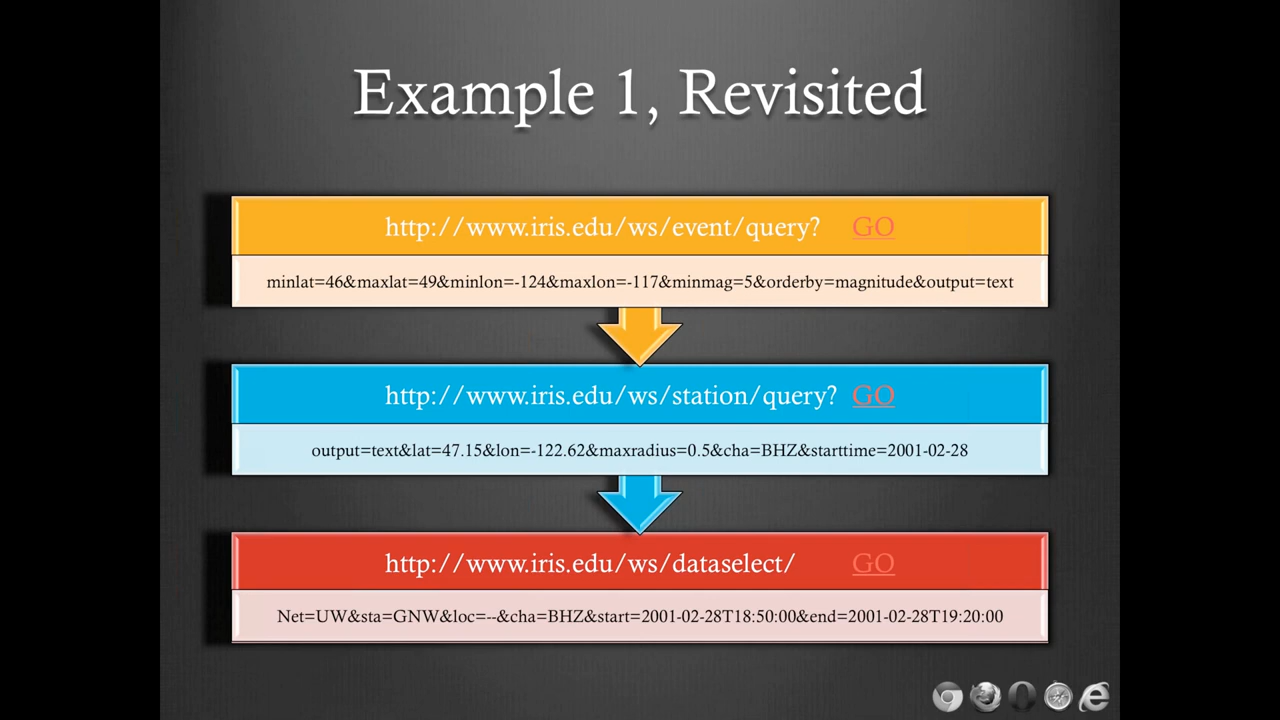 Example 1, Revisited
http://www.iris.edu/ws/event/query? GO
minlat=46&maxlat=49&minlon=-124&maxlon=-117&minmag=5&orderby=magnitude&output=text
http://www.iris.edu/ws/station/query? GO
output=text&lat=47.15&lon=-122.62&maxradius=0.5&cha=BHZ&starttime=2001-02-28
http://www.iris.edu/ws/dataselect/ GO
Net=UW&sta=GNW&loc=--&cha=BHZ&start=2001-02-28T18:50:00&end=2001-02-28T19:20:00